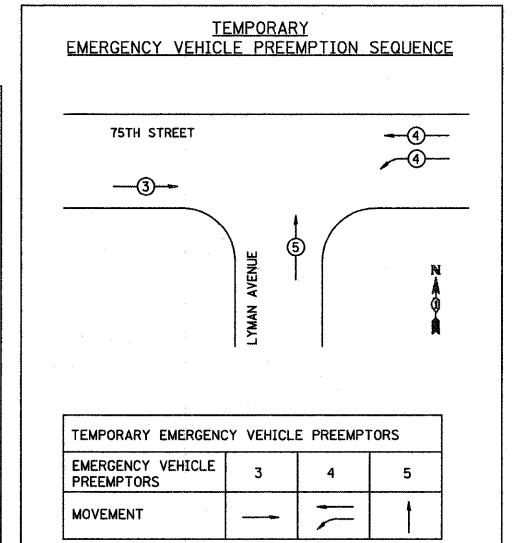 TEMPORARY
EMERGENCY VEHICLE PREEMPTION SEQUENCE
75TH STREET
4
4
3
5
LYMAN AVENUE
N
TEMPORARY EMERGENCY VEHICLE PREEMPTORS
EMERGENCY VEHICLE PREEMPTORS 3 4 5
MOVEMENT